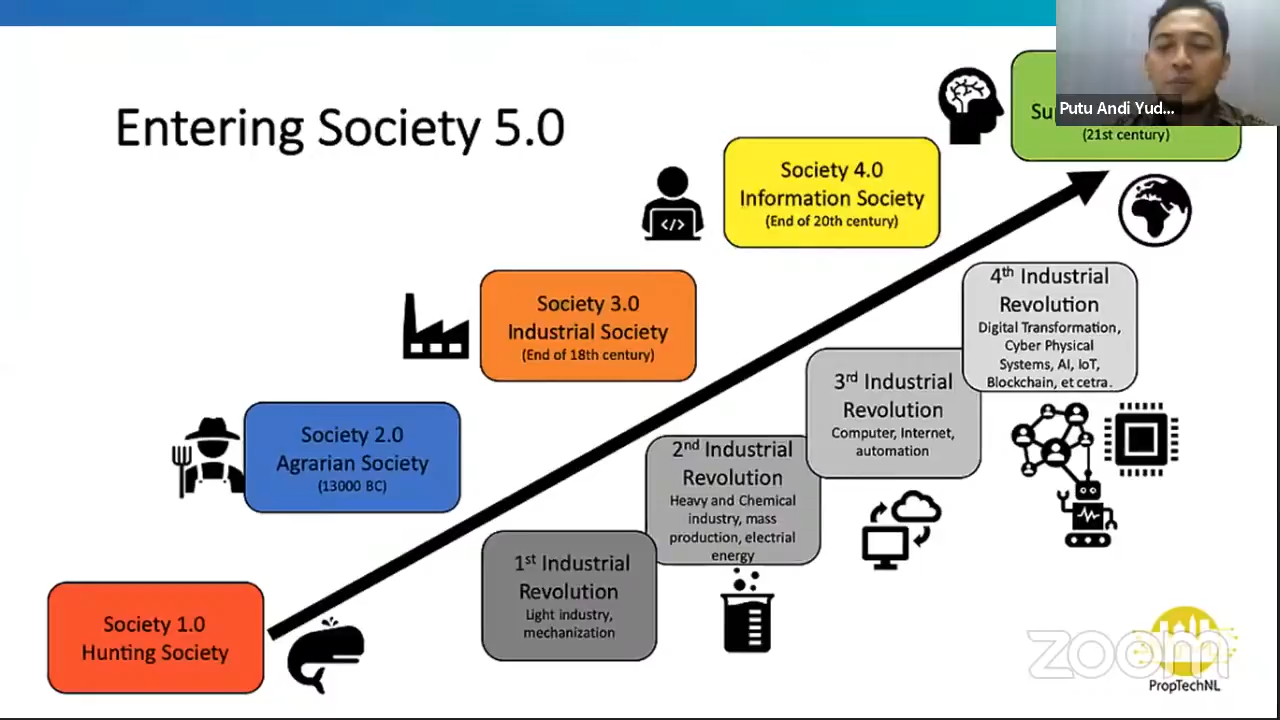 Entering Society 5.0
Putu Andi Yud...
(21st century)
Society 4.0
Information Society
(End of 20th century)
</>
Society 3.0
Industrial Society
(End of 18th century)
Society 2.0
Agrarian Society
(13000 BC)
Society 1.0
Hunting Society
1st Industrial
Revolution
Light industry,
mechanization
2nd Industrial
Revolution
Heavy and Chemical
industry, mass
production, electrial
energy
3rd Industrial
Revolution
Computer, Internet,
automation
4th Industrial
Revolution
Digital Transformation,
Cyber Physical
Systems, AI, IoT,
Blockchain, et cetra.
zoom
PropTechNL